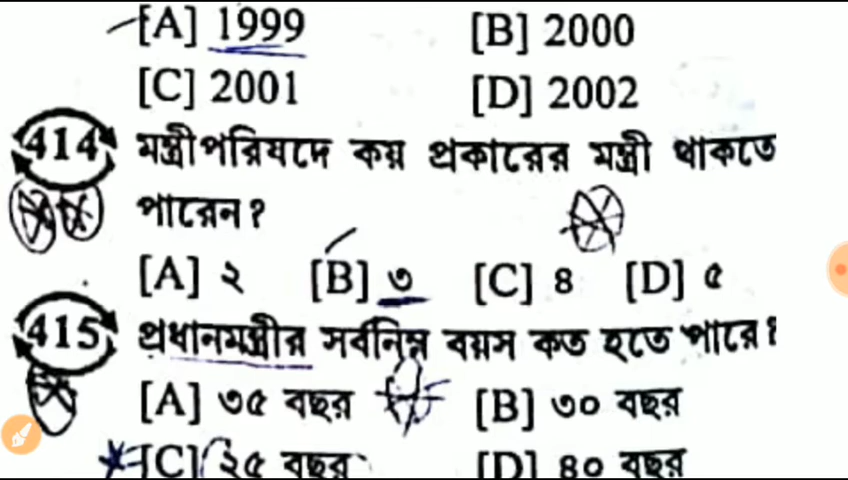 [A] 1999 [B] 2000
[C] 2001 [D] 2002
414 মন্ত্রীপরিষদে কয় প্রকারের মন্ত্রী থাকতে
পারেন?
[A] ২ [B] ৩ [C] ৪ [D] ৫
415 প্রধানমন্ত্রীর সর্বনিম্ন বয়স কত হতে পারে?
[A] ৩৫ বছর [B] ৩০ বছর
[C] ২৫ বছর [D] ৪০ বছর